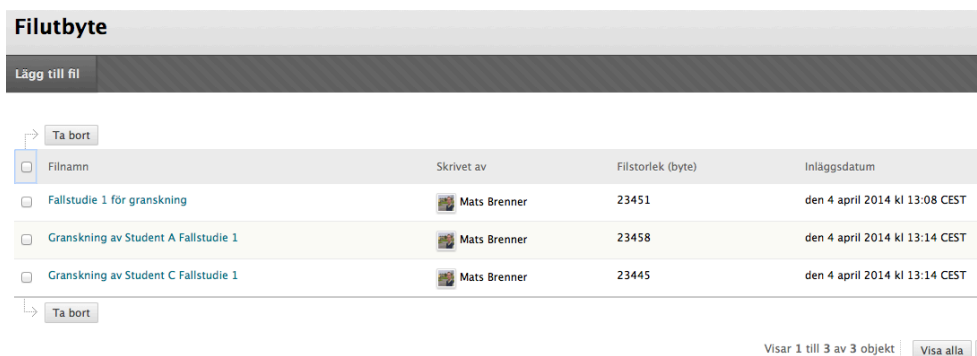 Filutbyte
Lägg till fil
Ta bort
Filnamn Skrivet av Filstorlek (byte) Inläggsdatum
Fallstudie 1 för granskning Mats Brenner 23451 den 4 april 2014 kl 13:08 CEST
Granskning av Student A Fallstudie 1 Mats Brenner 23458 den 4 april 2014 kl 13:14 CEST
Granskning av Student C Fallstudie 1 Mats Brenner 23445 den 4 april 2014 kl 13:14 CEST
Ta bort
Visar 1 till 3 av 3 objekt Visa alla